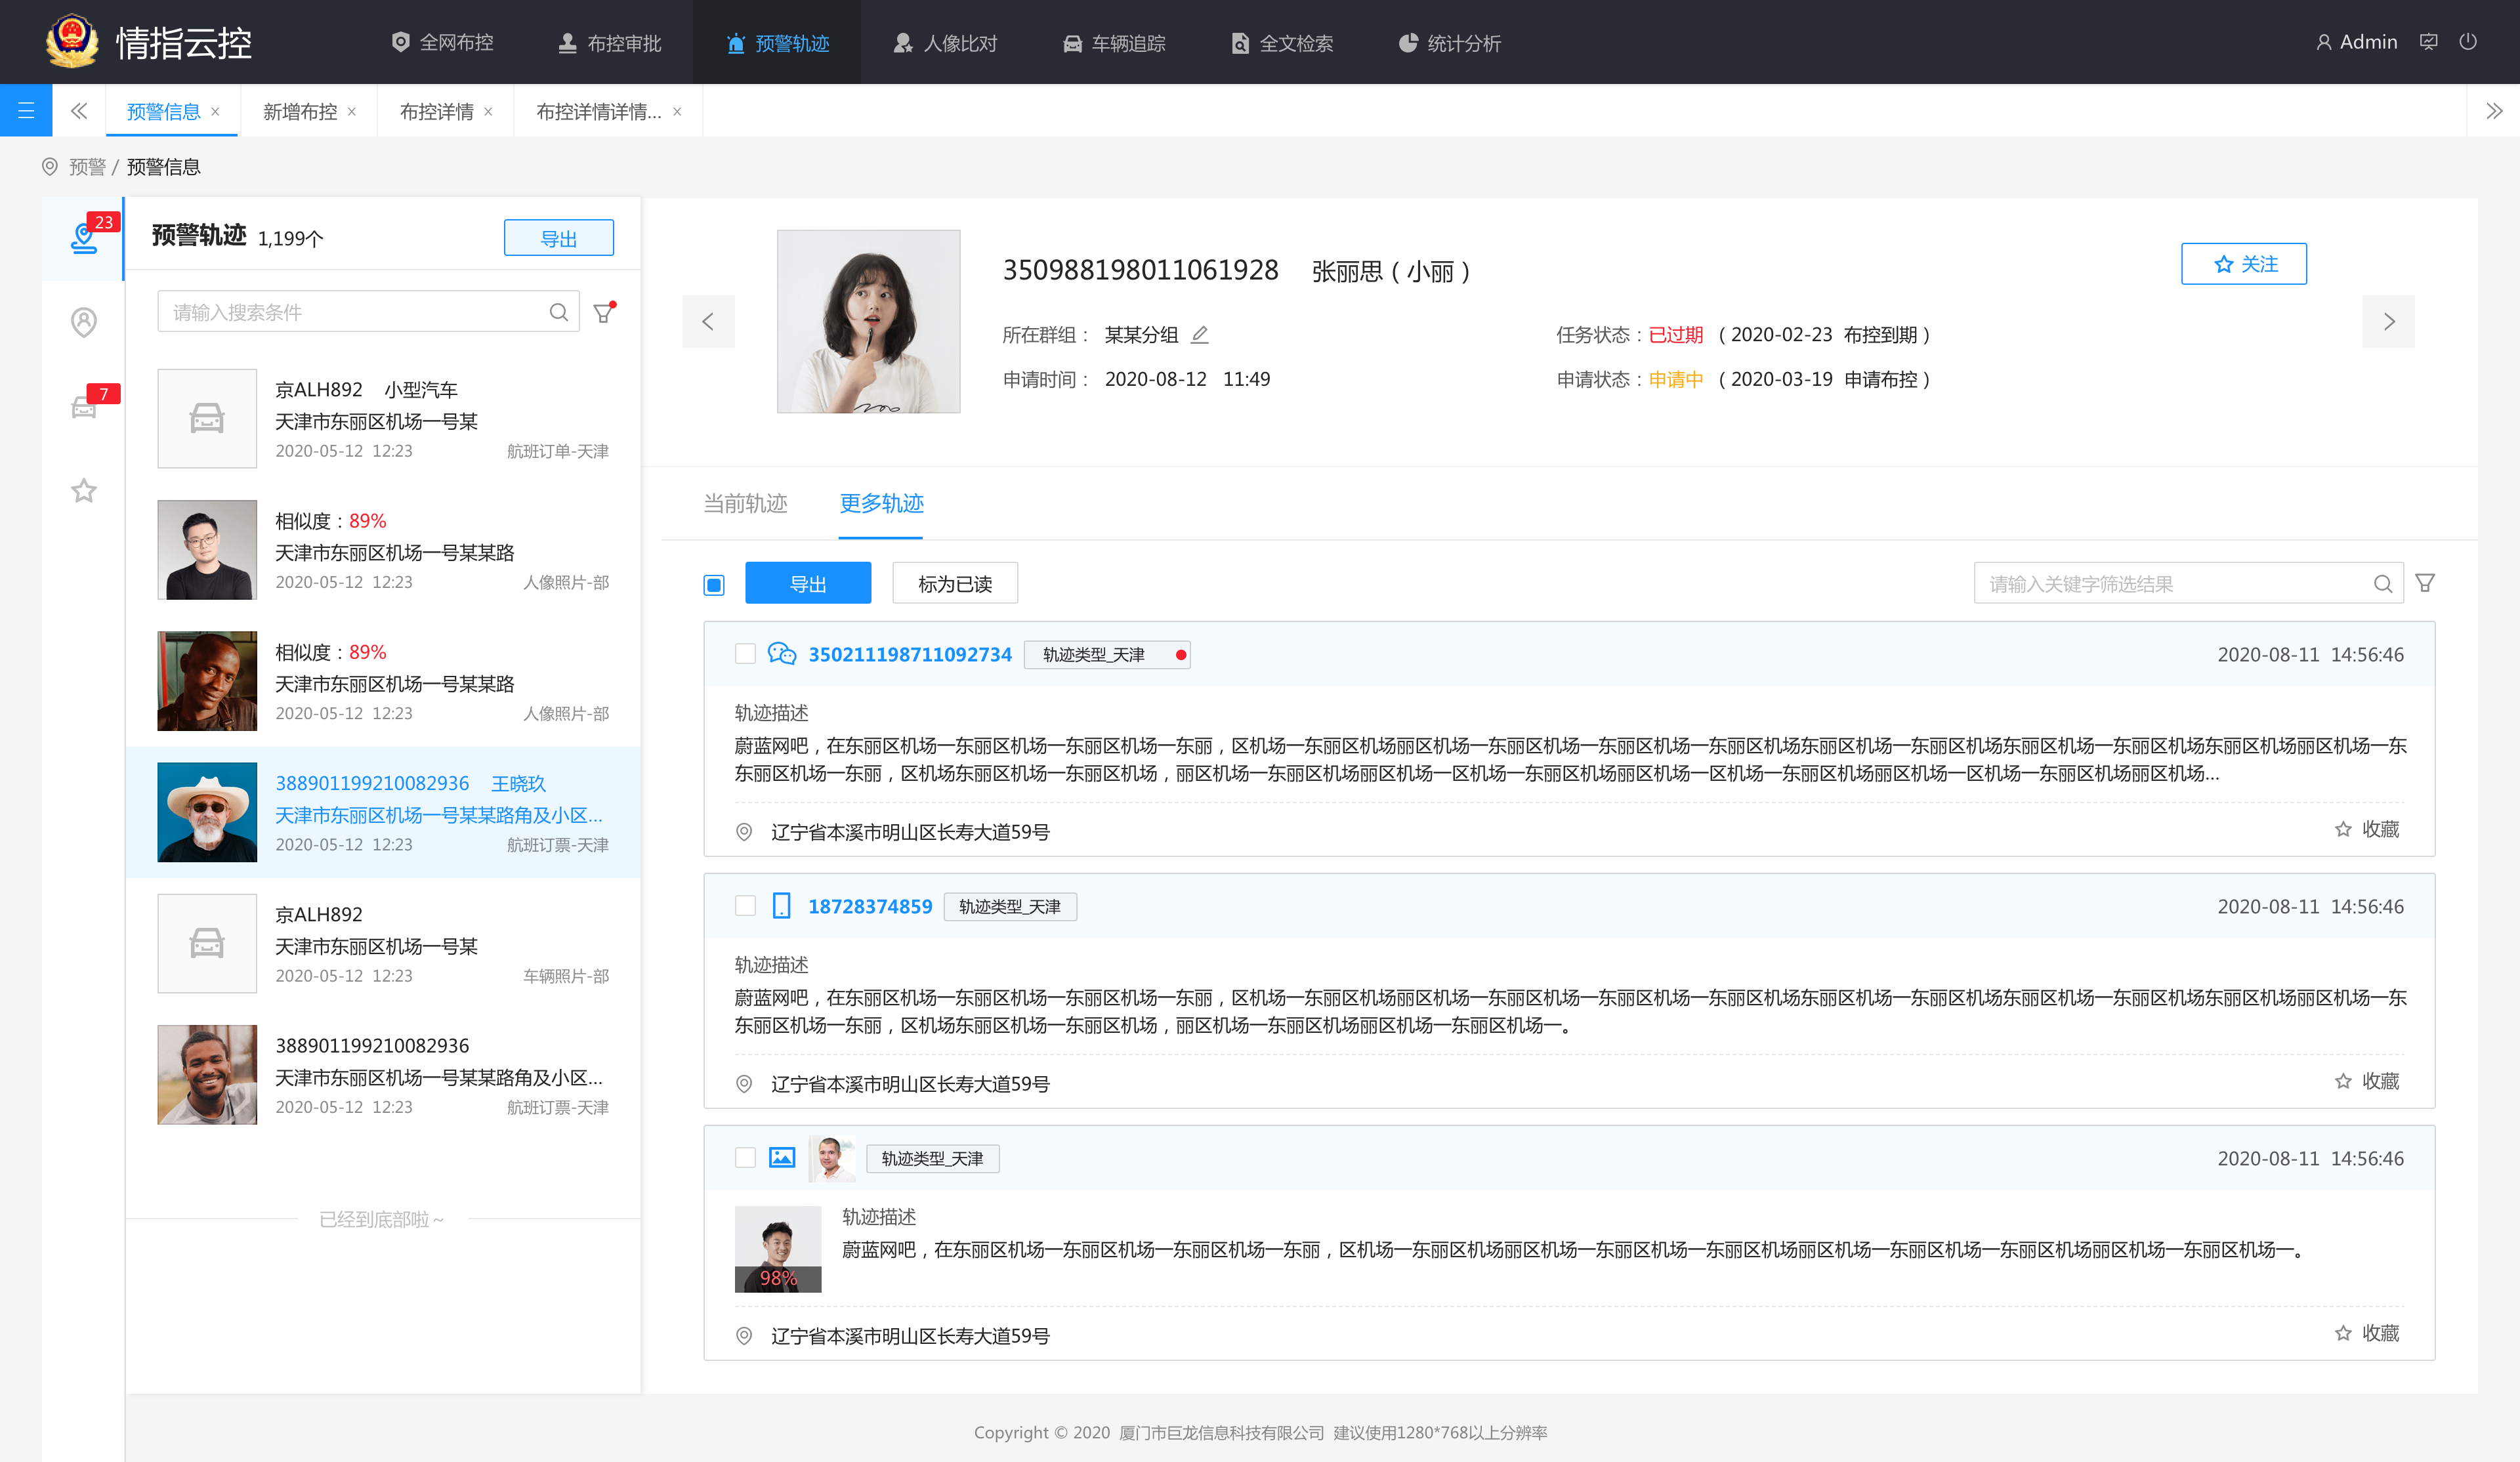 情指云控
全网布控
布控审批
预警轨迹
人像比对
车辆追踪
全文检索
统计分析
Admin
预警信息 ×
新增布控 ×
布控详情 ×
布控详情详情... ×
预警 / 预警信息
23
7
预警轨迹 1,199个
导出
请输入搜索条件
京ALH892 小型汽车
天津市东丽区机场一号某
2020-05-12 12:23 航班订单-天津
相似度：89%
天津市东丽区机场一号某某路
2020-05-12 12:23 人像照片-部
相似度：89%
天津市东丽区机场一号某某路
2020-05-12 12:23 人像照片-部
388901199210082936 王晓玖
天津市东丽区机场一号某某路角及小区...
2020-05-12 12:23 航班订票-天津
京ALH892
天津市东丽区机场一号某
2020-05-12 12:23 车辆照片-部
388901199210082936
天津市东丽区机场一号某某路角及小区...
2020-05-12 12:23 航班订票-天津
已经到底部啦～
350988198011061928 张丽思（小丽）
关注
所在群组： 某某分组
任务状态：已过期 （2020-02-23 布控到期）
申请时间： 2020-08-12 11:49
申请状态：申请中 （2020-03-19 申请布控）
当前轨迹
更多轨迹
导出
标为已读
请输入关键字筛选结果
350211198711092734 轨迹类型_天津 2020-08-11 14:56:46
轨迹描述
蔚蓝网吧，在东丽区机场一东丽区机场一东丽区机场一东丽，区机场一东丽区机场丽区机场一东丽区机场一东丽区机场一东丽区机场东丽区机场一东丽区机场东丽区机场一东丽区机场东丽区机场丽区机场一东
东丽区机场一东丽，区机场东丽区机场一东丽区机场，丽区机场一东丽区机场丽区机场一区机场一东丽区机场丽区机场一区机场一东丽区机场丽区机场一区机场一东丽区机场丽区机场...
辽宁省本溪市明山区长寿大道59号
收藏
18728374859 轨迹类型_天津 2020-08-11 14:56:46
轨迹描述
蔚蓝网吧，在东丽区机场一东丽区机场一东丽区机场一东丽，区机场一东丽区机场丽区机场一东丽区机场一东丽区机场一东丽区机场东丽区机场一东丽区机场东丽区机场一东丽区机场东丽区机场丽区机场一东
东丽区机场一东丽，区机场东丽区机场一东丽区机场，丽区机场一东丽区机场丽区机场一东丽区机场一。
辽宁省本溪市明山区长寿大道59号
收藏
轨迹类型_天津 2020-08-11 14:56:46
98%
轨迹描述
蔚蓝网吧，在东丽区机场一东丽区机场一东丽区机场一东丽，区机场一东丽区机场丽区机场一东丽区机场一东丽区机场丽区机场一东丽区机场一东丽区机场丽区机场一东丽区机场一。
辽宁省本溪市明山区长寿大道59号
收藏
Copyright © 2020 厦门市巨龙信息科技有限公司 建议使用1280*768以上分辨率